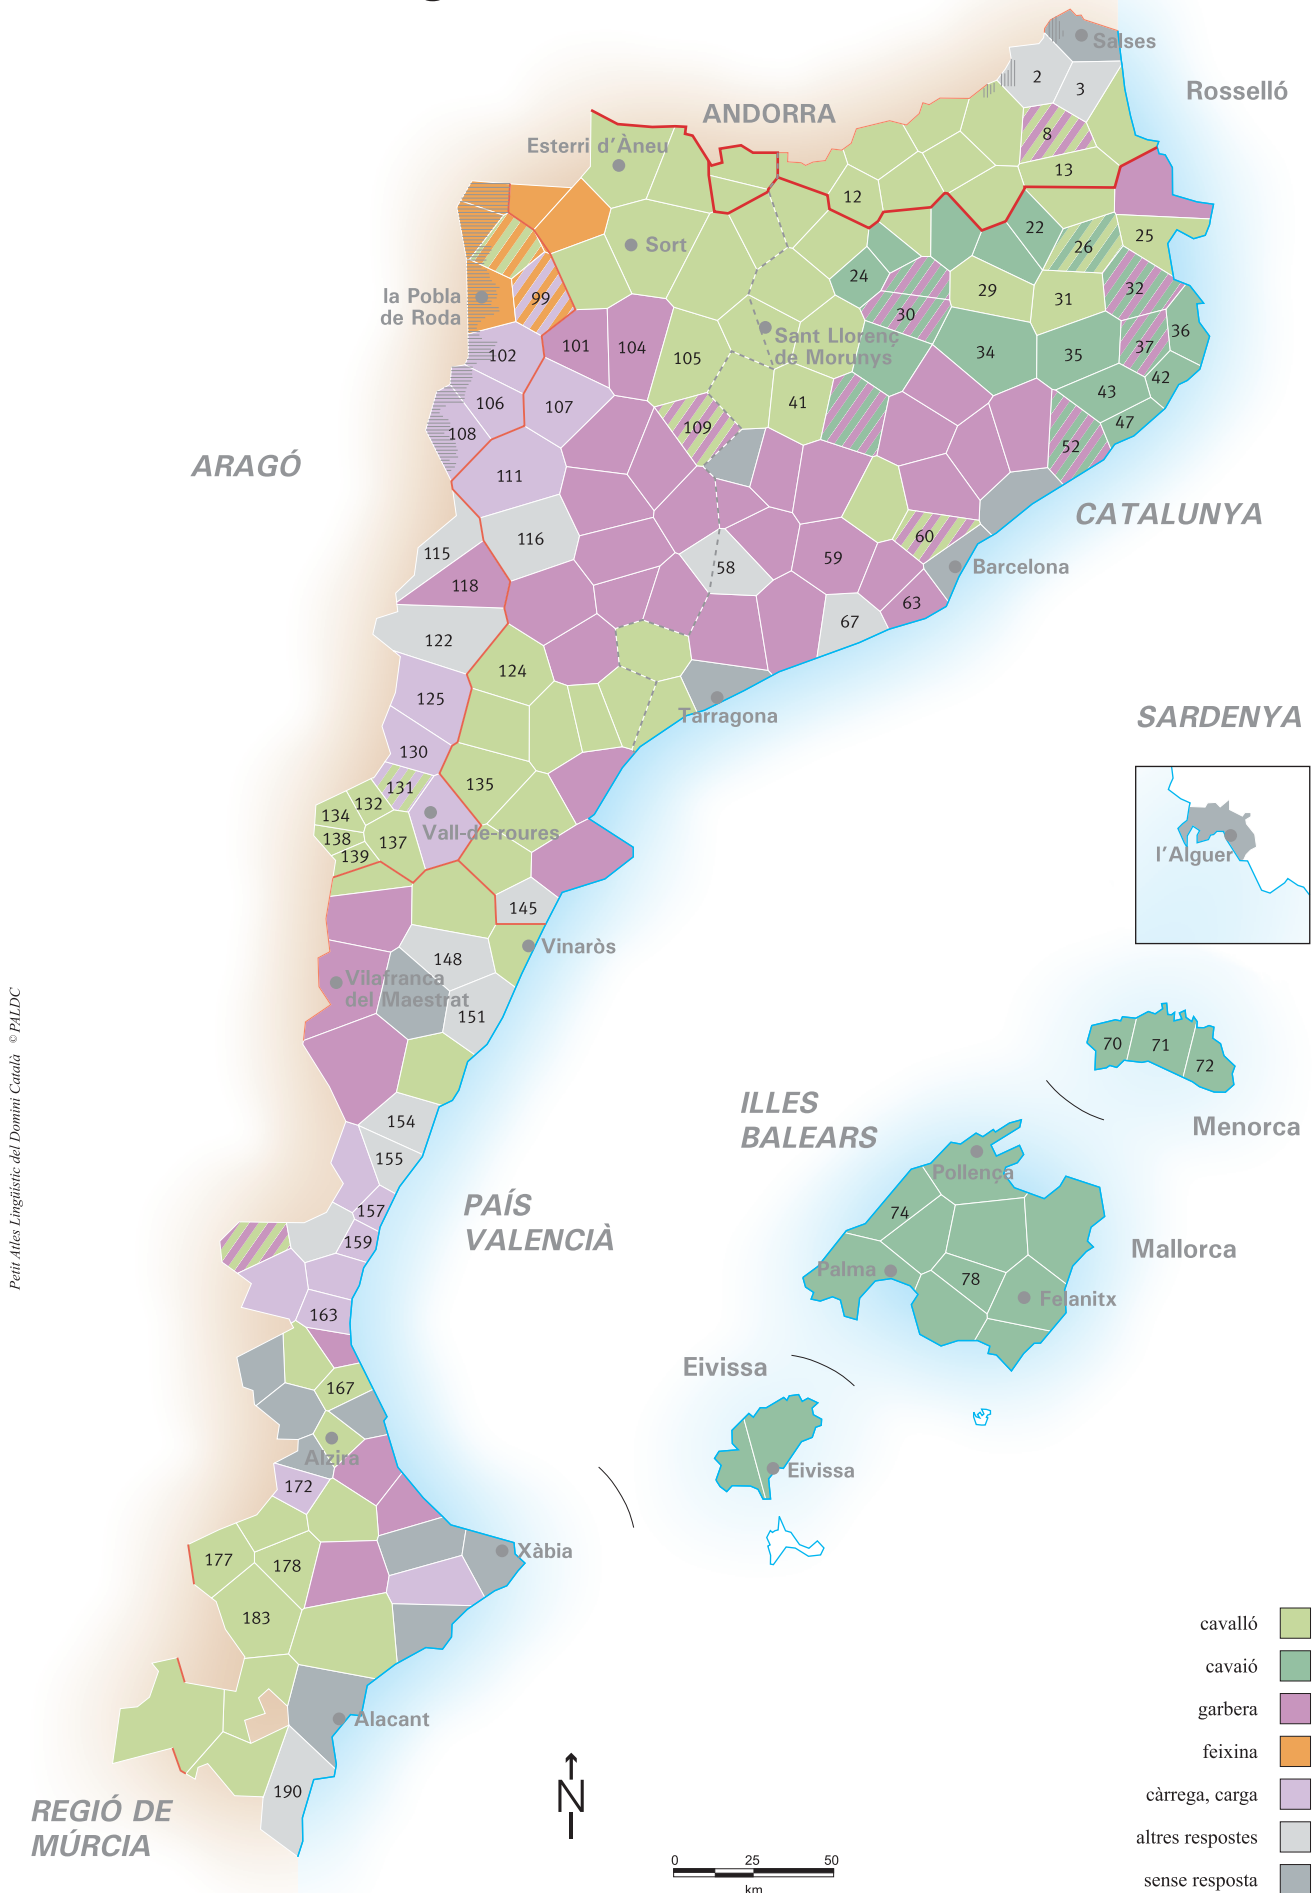 Salses
2
3
Rosselló
ANDORRA
8
Esterri d'Àneu
13
12
22
26
25
Sort
24
29
31
32
la Pobla
de Roda
99
30
36
Sant Llorenç
de Morunys
101
104
102
105
34
35
37
42
43
106
107
41
47
108
109
52
ARAGÓ
111
CATALUNYA
116
60
115
58
59
Barcelona
118
63
67
122
124
125
Tarragona
SARDENYA
130
131
135
132
134
Vall-de-roures
138
137
139
l'Alguer
145
Vinaròs
148
Vilafranca
del Maestrat
151
70
71
72
ILLES
BALEARS
154
Menorca
155
Pollença
157
PAÍS
VALENCIÀ
74
159
Mallorca
Palma
78
Felanitx
163
Eivissa
167
Alzira
Eivissa
172
Xàbia
177
178
183
Alacant
190
REGIÓ DE
MÚRCIA
N
0 25 50
km
cavalló
cavaió
garbera
feixina
càrrega, carga
altres respostes
sense resposta
Petit Atles Lingüístic del Domini Català © PALDC